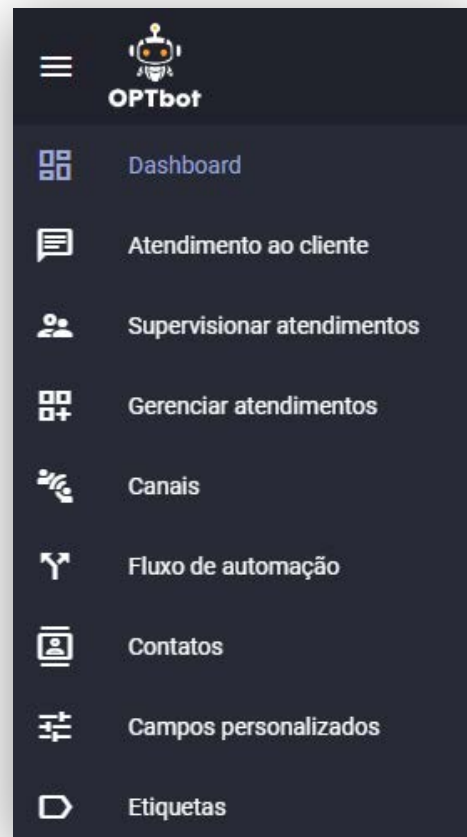 OPTbot
Dashboard
Atendimento ao cliente
Supervisionar atendimentos
Gerenciar atendimentos
Canais
Fluxo de automação
Contatos
Campos personalizados
Etiquetas